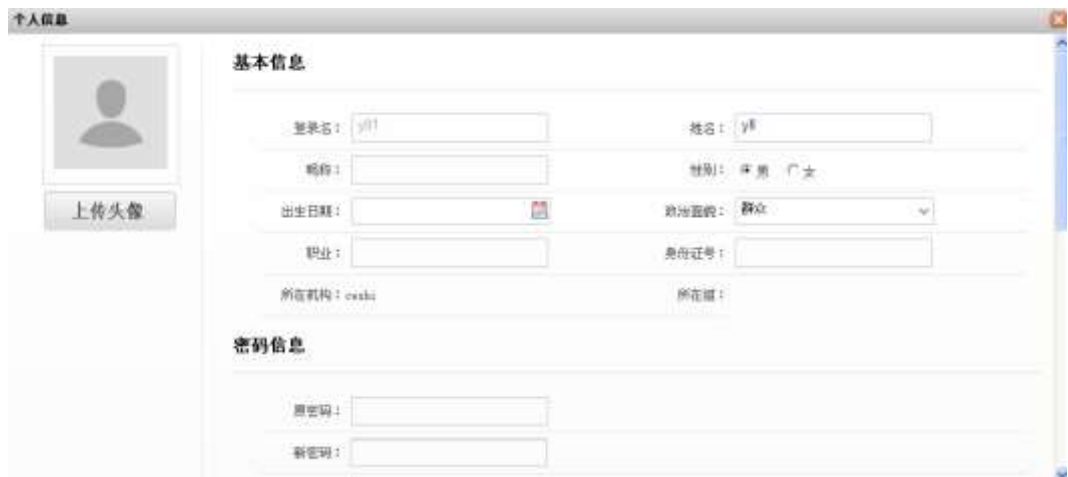 个人信息
基本信息
登录名： y01 姓名：
昵称： 性别： 男 女
上传头像
出生日期： 政治面貌： 群众
职业： 身份证号：
所在机构： ceshi 所在组：
密码信息
原密码：
新密码：